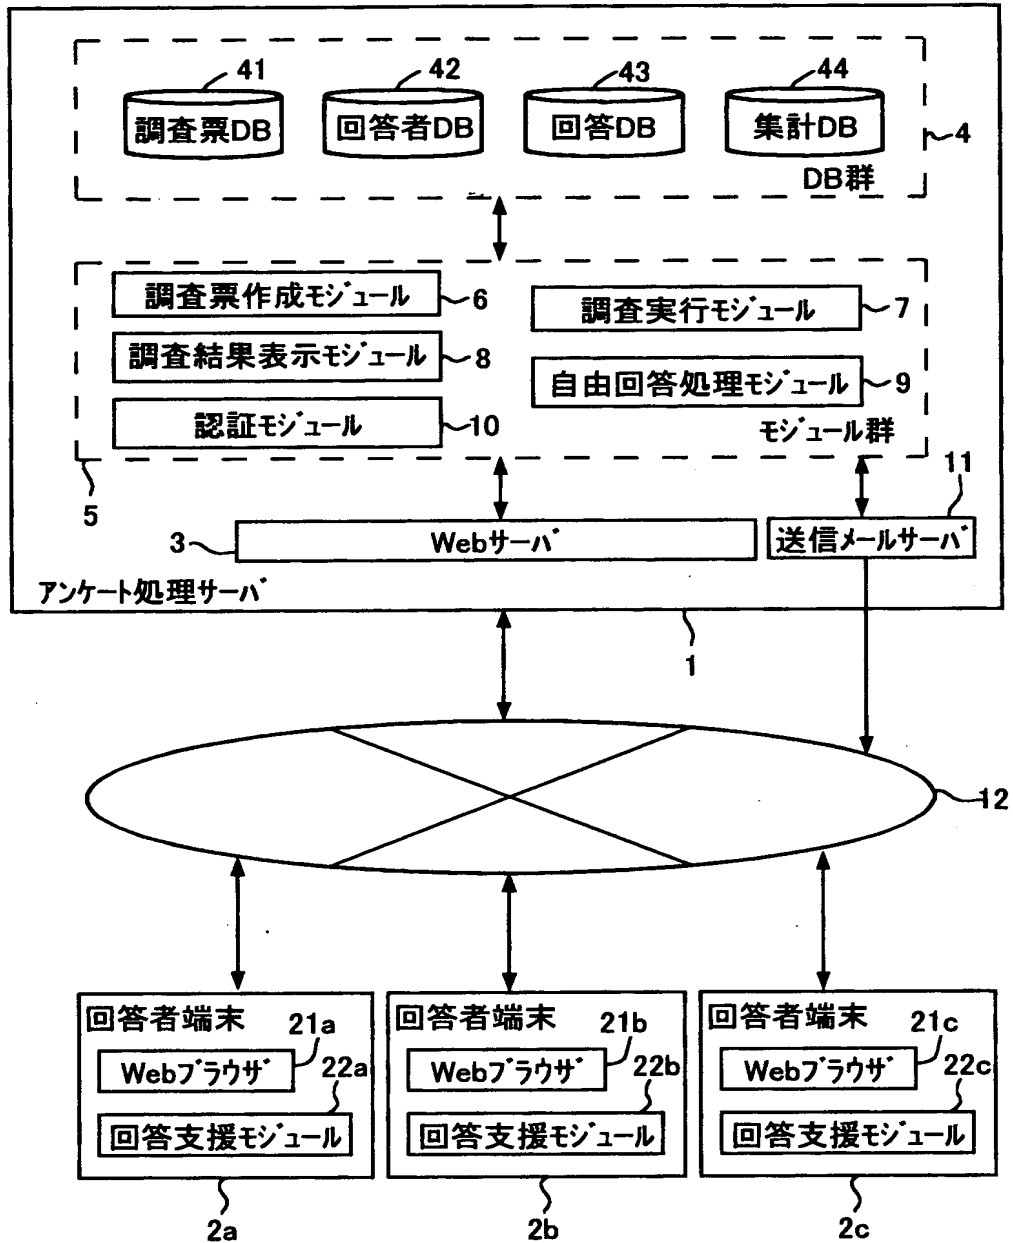 41
42
43
44
調査票DB
回答者DB
回答DB
集計DB
4
DB群
調査票作成モジュール
6
調査実行モジュール
7
調査結果表示モジュール
8
自由回答処理モジュール
9
認証モジュール
10
モジュール群
5
11
3
Webサーバ
送信メールサーバ
アンケート処理サーバ
1
12
回答者端末
21a
Webブラウザ
22a
回答支援モジュール
2a
回答者端末
21b
Webブラウザ
22b
回答支援モジュール
2b
回答者端末
21c
Webブラウザ
22c
回答支援モジュール
2c